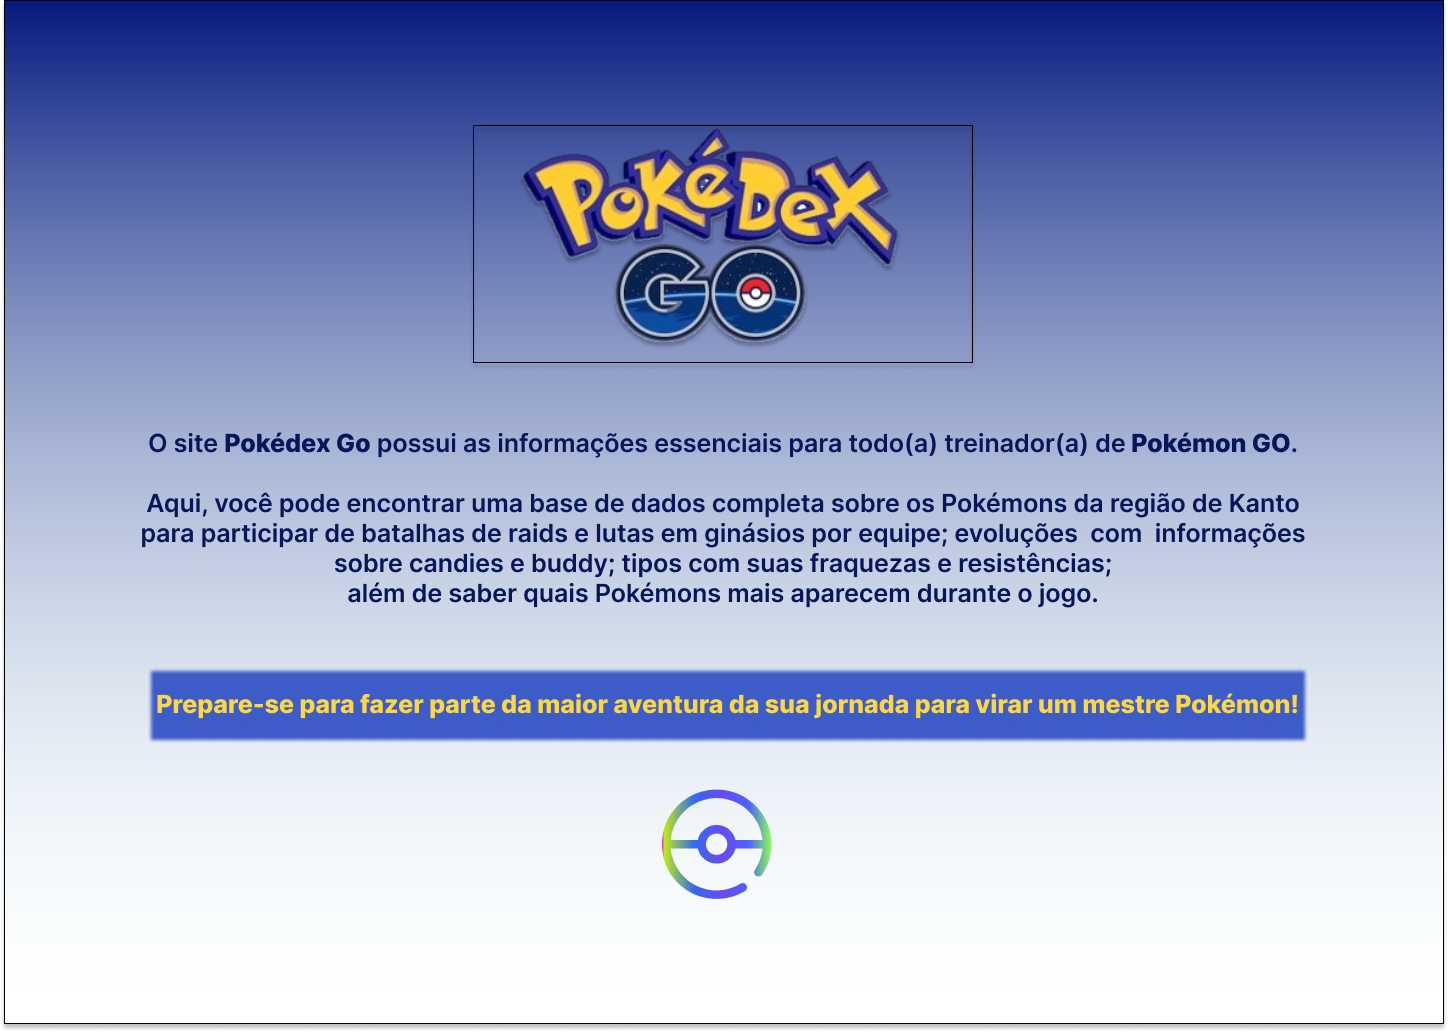 PoKéDeX
GO
O site Pokédex Go possui as informações essenciais para todo(a) treinador(a) de Pokémon GO.
Aqui, você pode encontrar uma base de dados completa sobre os Pokémons da região de Kanto
para participar de batalhas de raids e lutas em ginásios por equipe; evoluções  com  informações
sobre candies e buddy; tipos com suas fraquezas e resistências;
além de saber quais Pokémons mais aparecem durante o jogo.
Prepare-se para fazer parte da maior aventura da sua jornada para virar um mestre Pokémon!